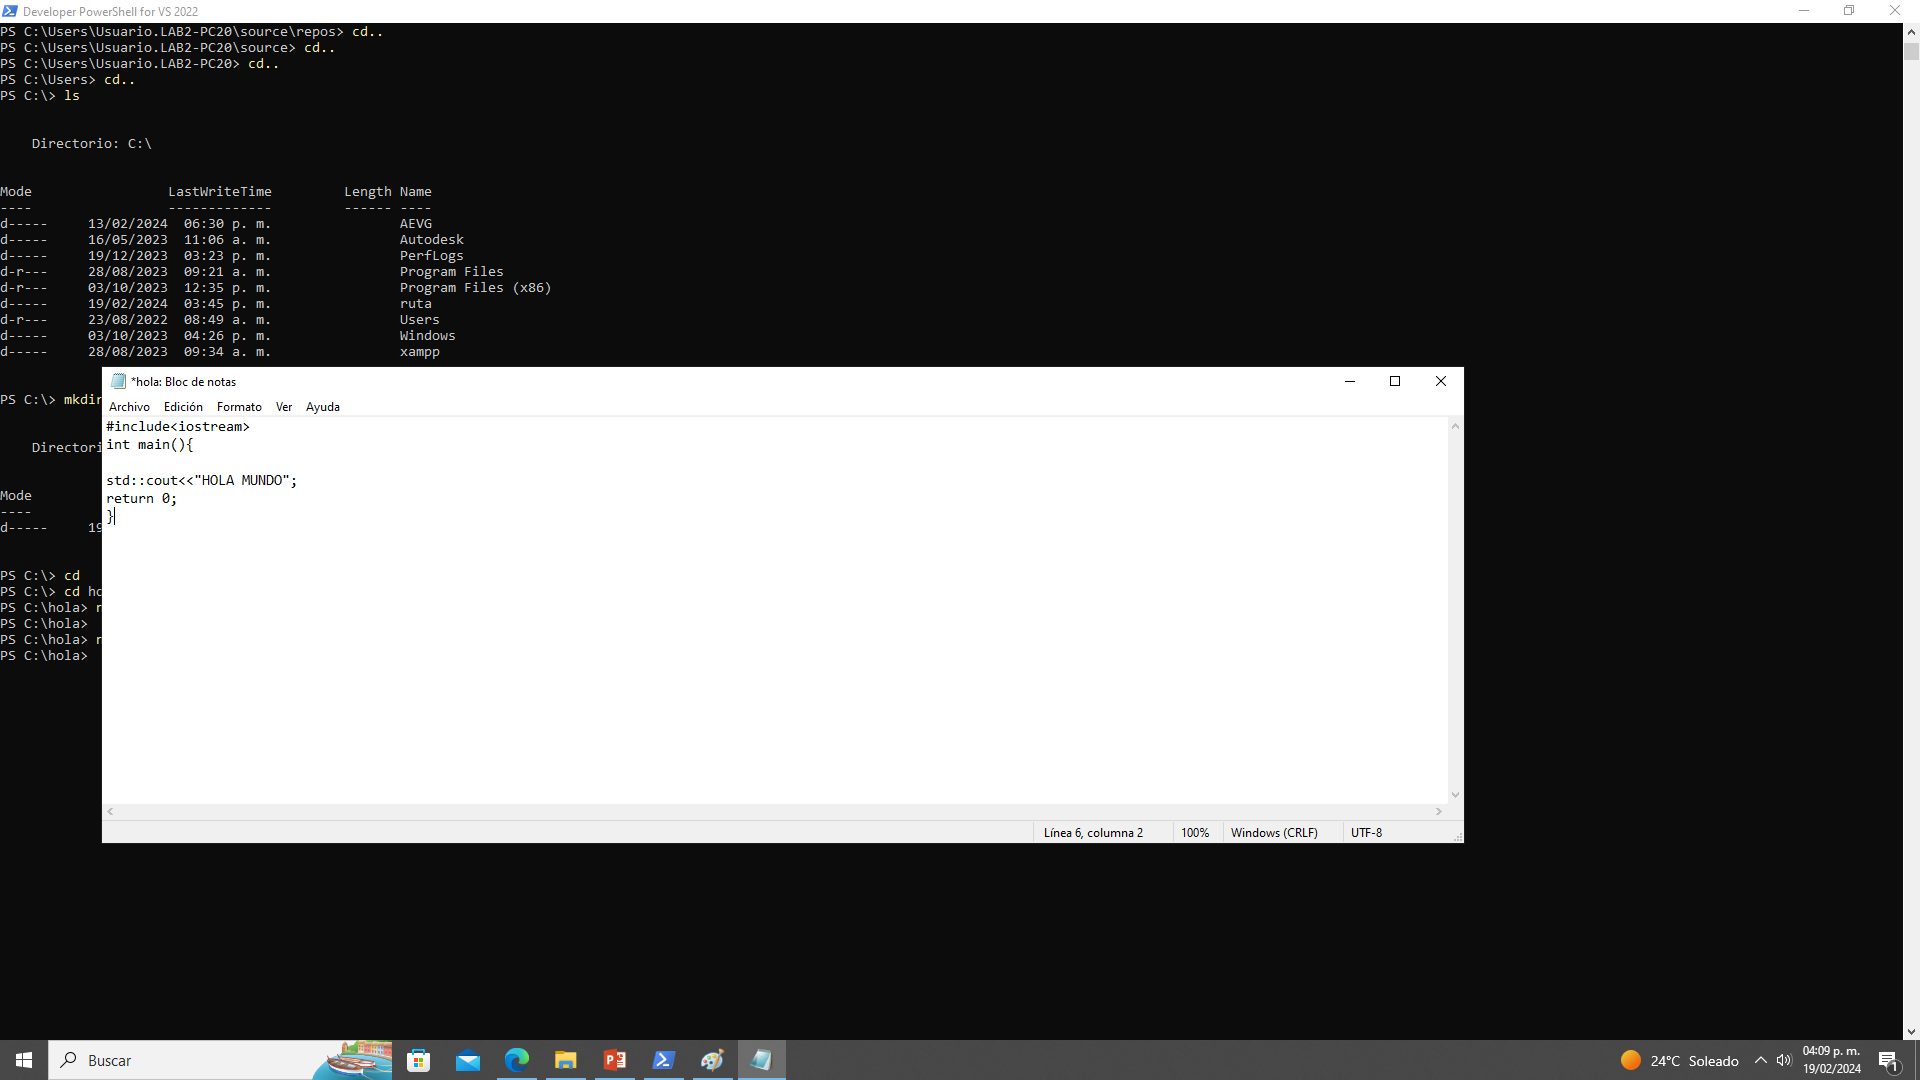 Developer PowerShell for VS 2022
PS C:\Users\Usuario.LAB2-PC20\source\repos> cd..
PS C:\Users\Usuario.LAB2-PC20\source> cd..
PS C:\Users\Usuario.LAB2-PC20> cd..
PS C:\Users> cd..
PS C:\> ls
Directorio: C:\
Mode LastWriteTime Length Name
---- ------------- ------ ----
d----- 13/02/2024 06:30 p. m. AEVG
d----- 16/05/2023 11:06 a. m. Autodesk
d----- 19/12/2023 03:23 p. m. PerfLogs
d-r--- 28/08/2023 09:21 a. m. Program Files
d-r--- 03/10/2023 12:35 p. m. Program Files (x86)
d----- 19/02/2024 03:45 p. m. ruta
d-r--- 23/08/2022 08:49 a. m. Users
d----- 03/10/2023 04:26 p. m. Windows
d----- 28/08/2023 09:34 a. m. xampp
PS C:\> mkdir
Directori
Mode
----
d----- 19
PS C:\> cd
PS C:\> cd ho
PS C:\hola> r
PS C:\hola>
PS C:\hola> r
PS C:\hola>
*hola: Bloc de notas
Archivo Edición Formato Ver Ayuda
#include<iostream>
int main(){
std::cout<<"HOLA MUNDO";
return 0;
}
Línea 6, columna 2 100% Windows (CRLF) UTF-8
Buscar
24°C Soleado
04:09 p. m.
19/02/2024
1